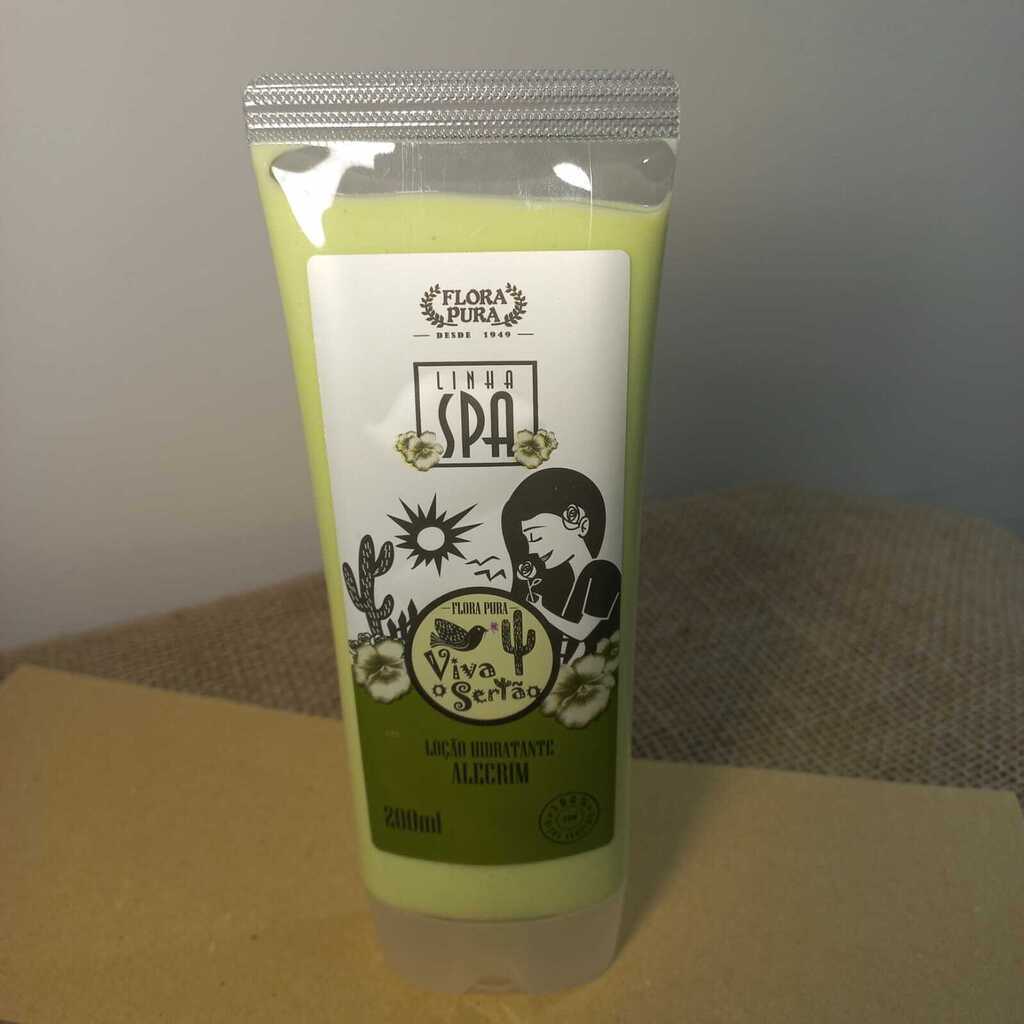 FLORA
PURA
DESDE 1949
LINHA
SPA
FLORA PURA
Viva
o Sertão
LOÇÃO HIDRATANTE
ALECRIM
200ml